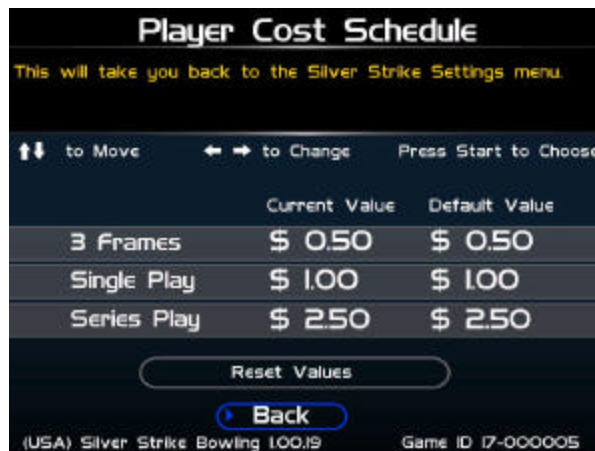 Player Cost Schedule
This will take you back to the Silver Strike Settings menu.
⬆⬇ to Move ⬅ ➡ to Change Press Start to Choose
Current Value Default Value
3 Frames $ 0.50 $ 0.50
Single Play $ 1.00 $ 1.00
Series Play $ 2.50 $ 2.50
Reset Values
Back
(USA) Silver Strike Bowling 1.00.19 Game ID 17-000005